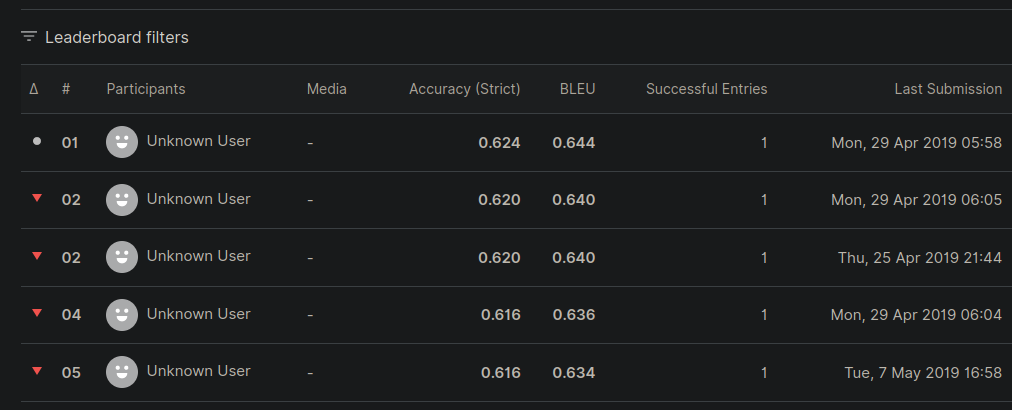 Leaderboard filters
Δ # Participants Media Accuracy (Strict) BLEU Successful Entries Last Submission
01 Unknown User - 0.624 0.644 1 Mon, 29 Apr 2019 05:58
02 Unknown User - 0.620 0.640 1 Mon, 29 Apr 2019 06:05
02 Unknown User - 0.620 0.640 1 Thu, 25 Apr 2019 21:44
04 Unknown User - 0.616 0.636 1 Mon, 29 Apr 2019 06:04
05 Unknown User - 0.616 0.634 1 Tue, 7 May 2019 16:58